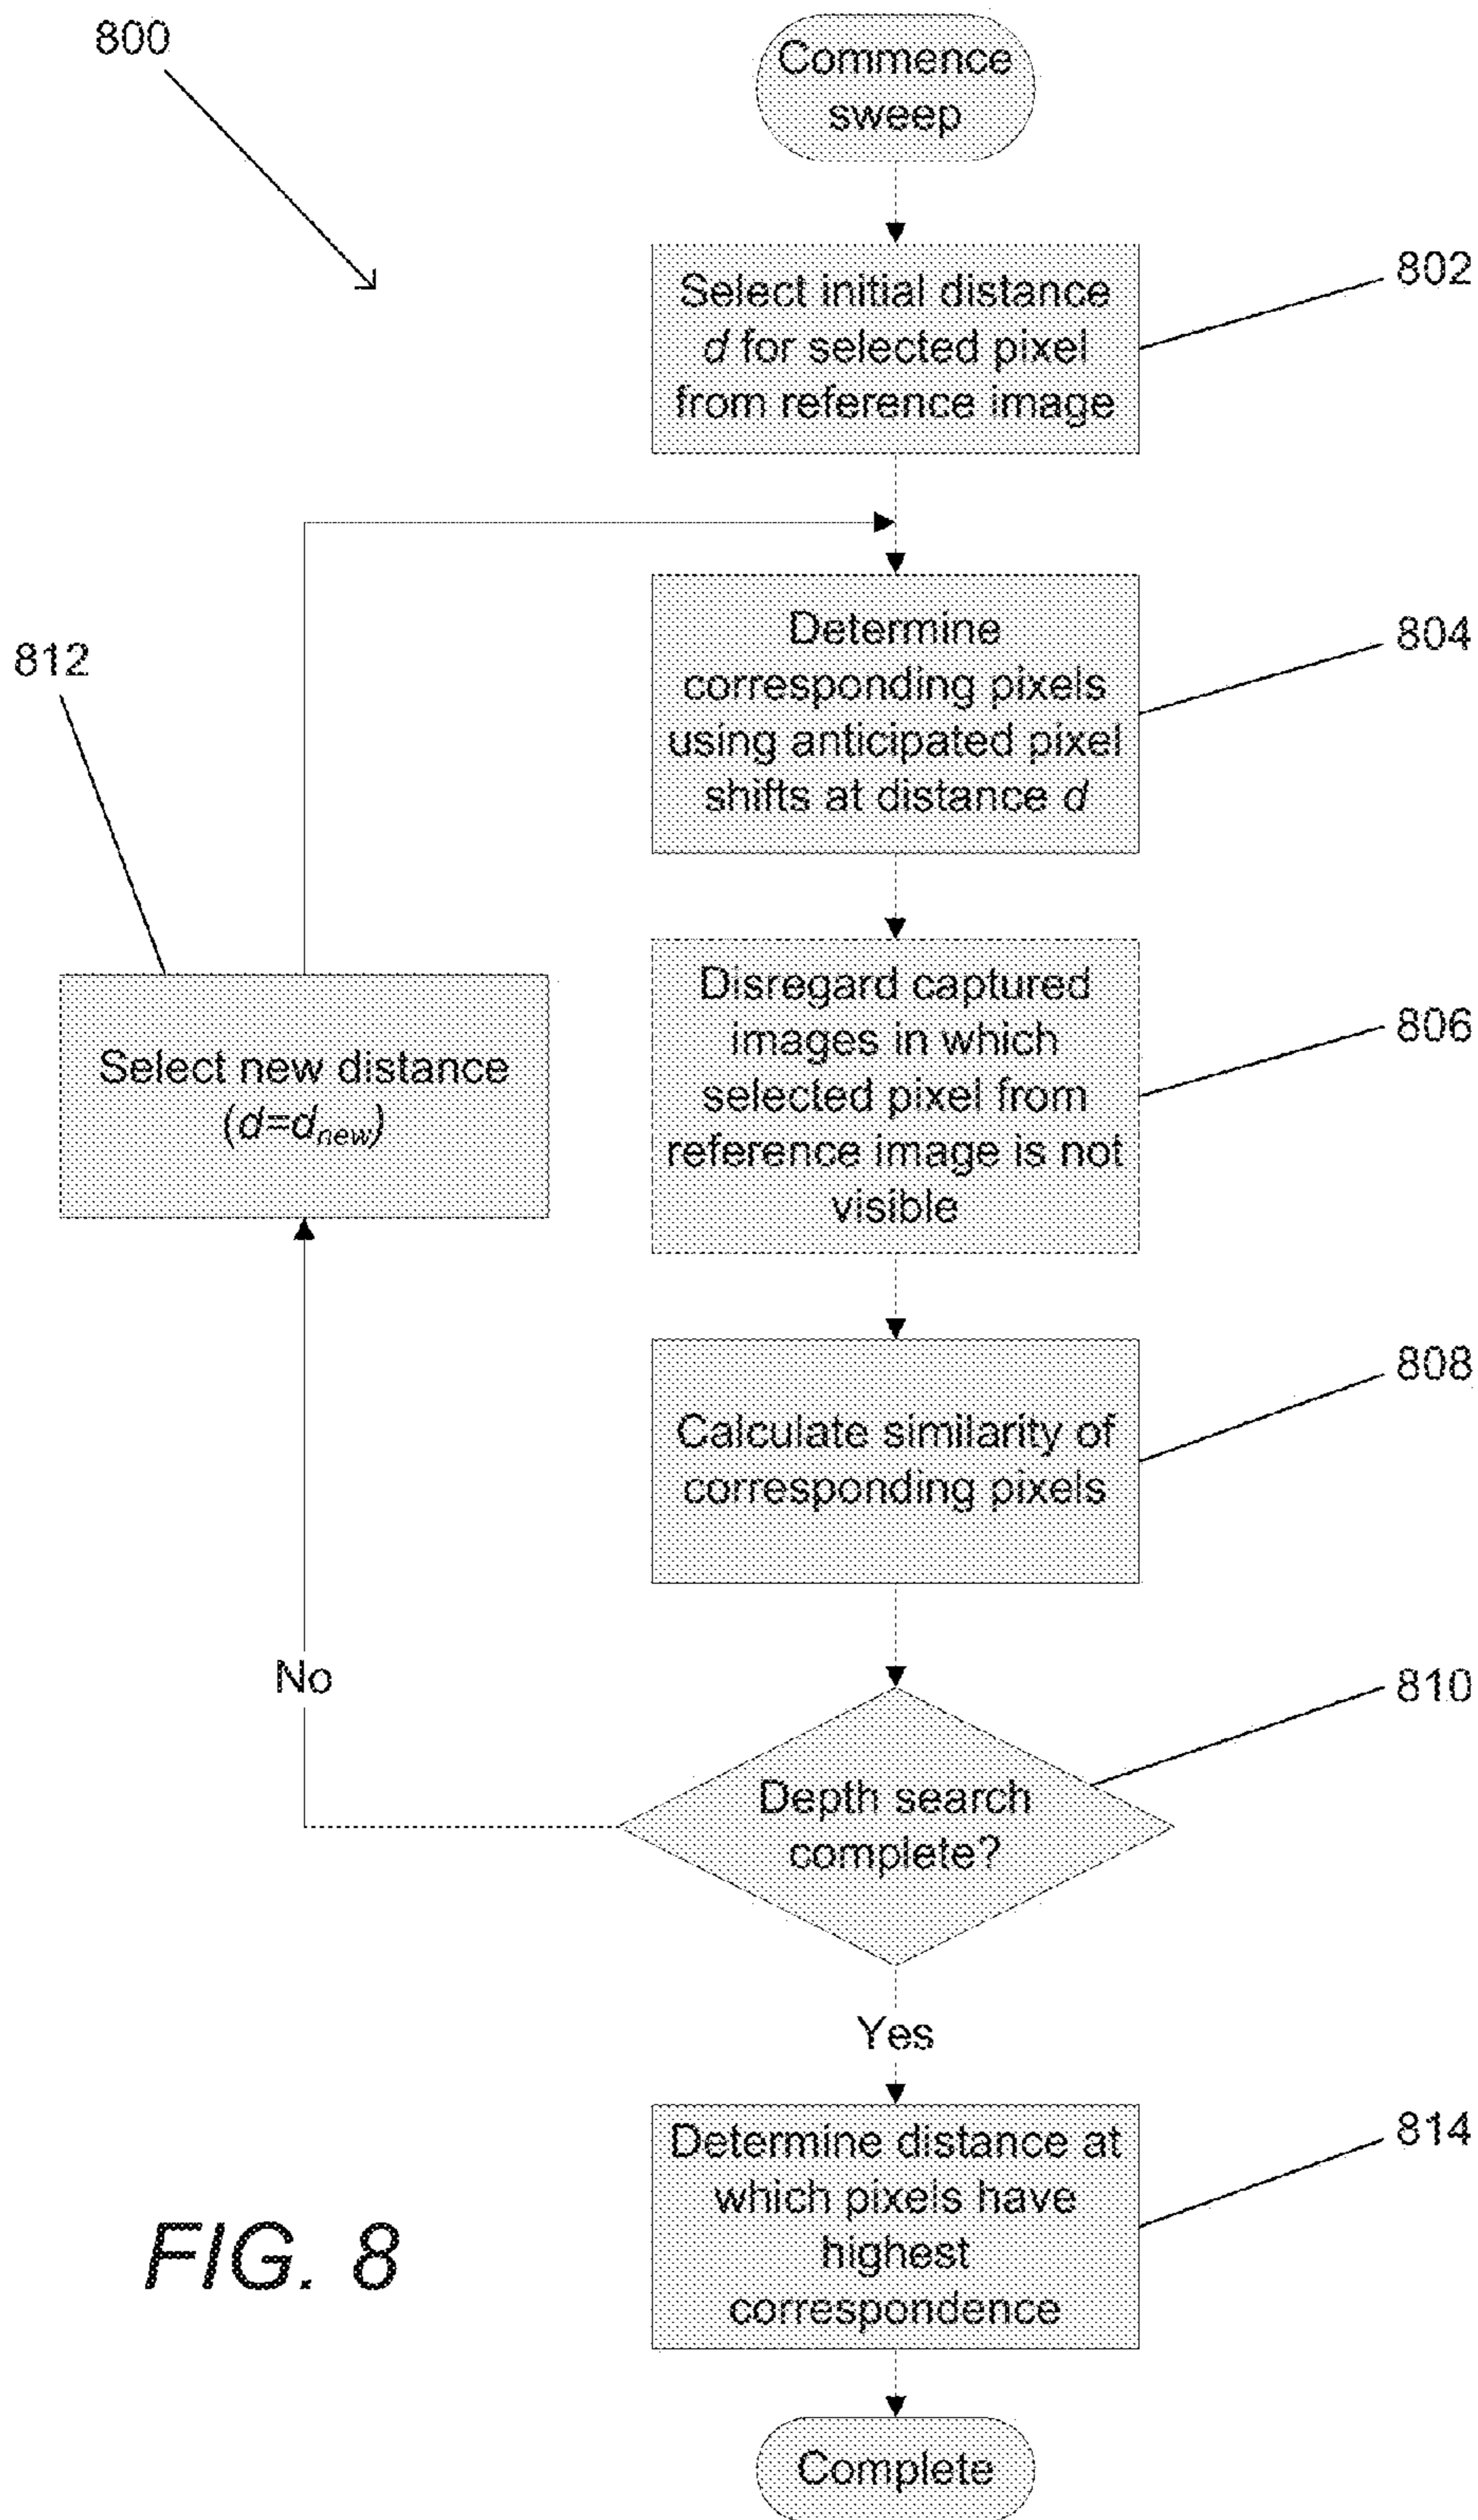 800
Commence
sweep
802
Select initial distance
d for selected pixel
from reference image
804
Determine
corresponding pixels
using anticipated pixel
shifts at distance d
812
Select new distance
(d=dnew)
806
Disregard captured
images in which
selected pixel from
reference image is not
visible
808
Calculate similarity of
corresponding pixels
No
810
Depth search
complete?
Yes
814
Determine distance at
which pixels have
highest
correspondence
FIG. 8
Complete